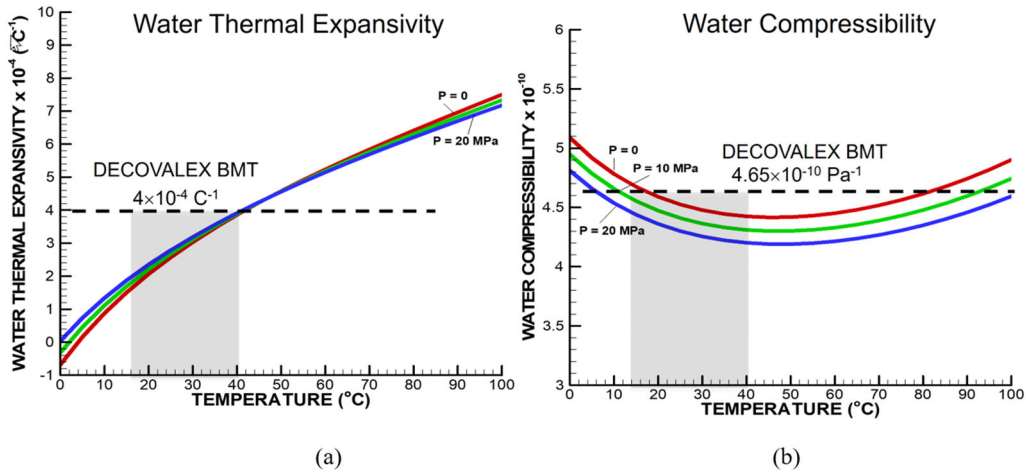 Water Thermal Expansivity
WATER THERMAL EXPANSIVITY x 10⁻⁴ (°C⁻¹)
10
9
8
7
6
5
4
3
2
1
0
-1
P = 0
P = 20 MPa
DECOVALEX BMT
4×10⁻⁴ C⁻¹
0 10 20 30 40 50 60 70 80 90 100
TEMPERATURE (°C)
(a)
Water Compressibility
WATER COMPRESSIBILITY x 10⁻¹⁰
6
5.5
5
4.5
4
3.5
3
P = 0
P = 10 MPa
P = 20 MPa
DECOVALEX BMT
4.65×10⁻¹⁰ Pa⁻¹
0 10 20 30 40 50 60 70 80 90 100
TEMPERATURE (°C)
(b)